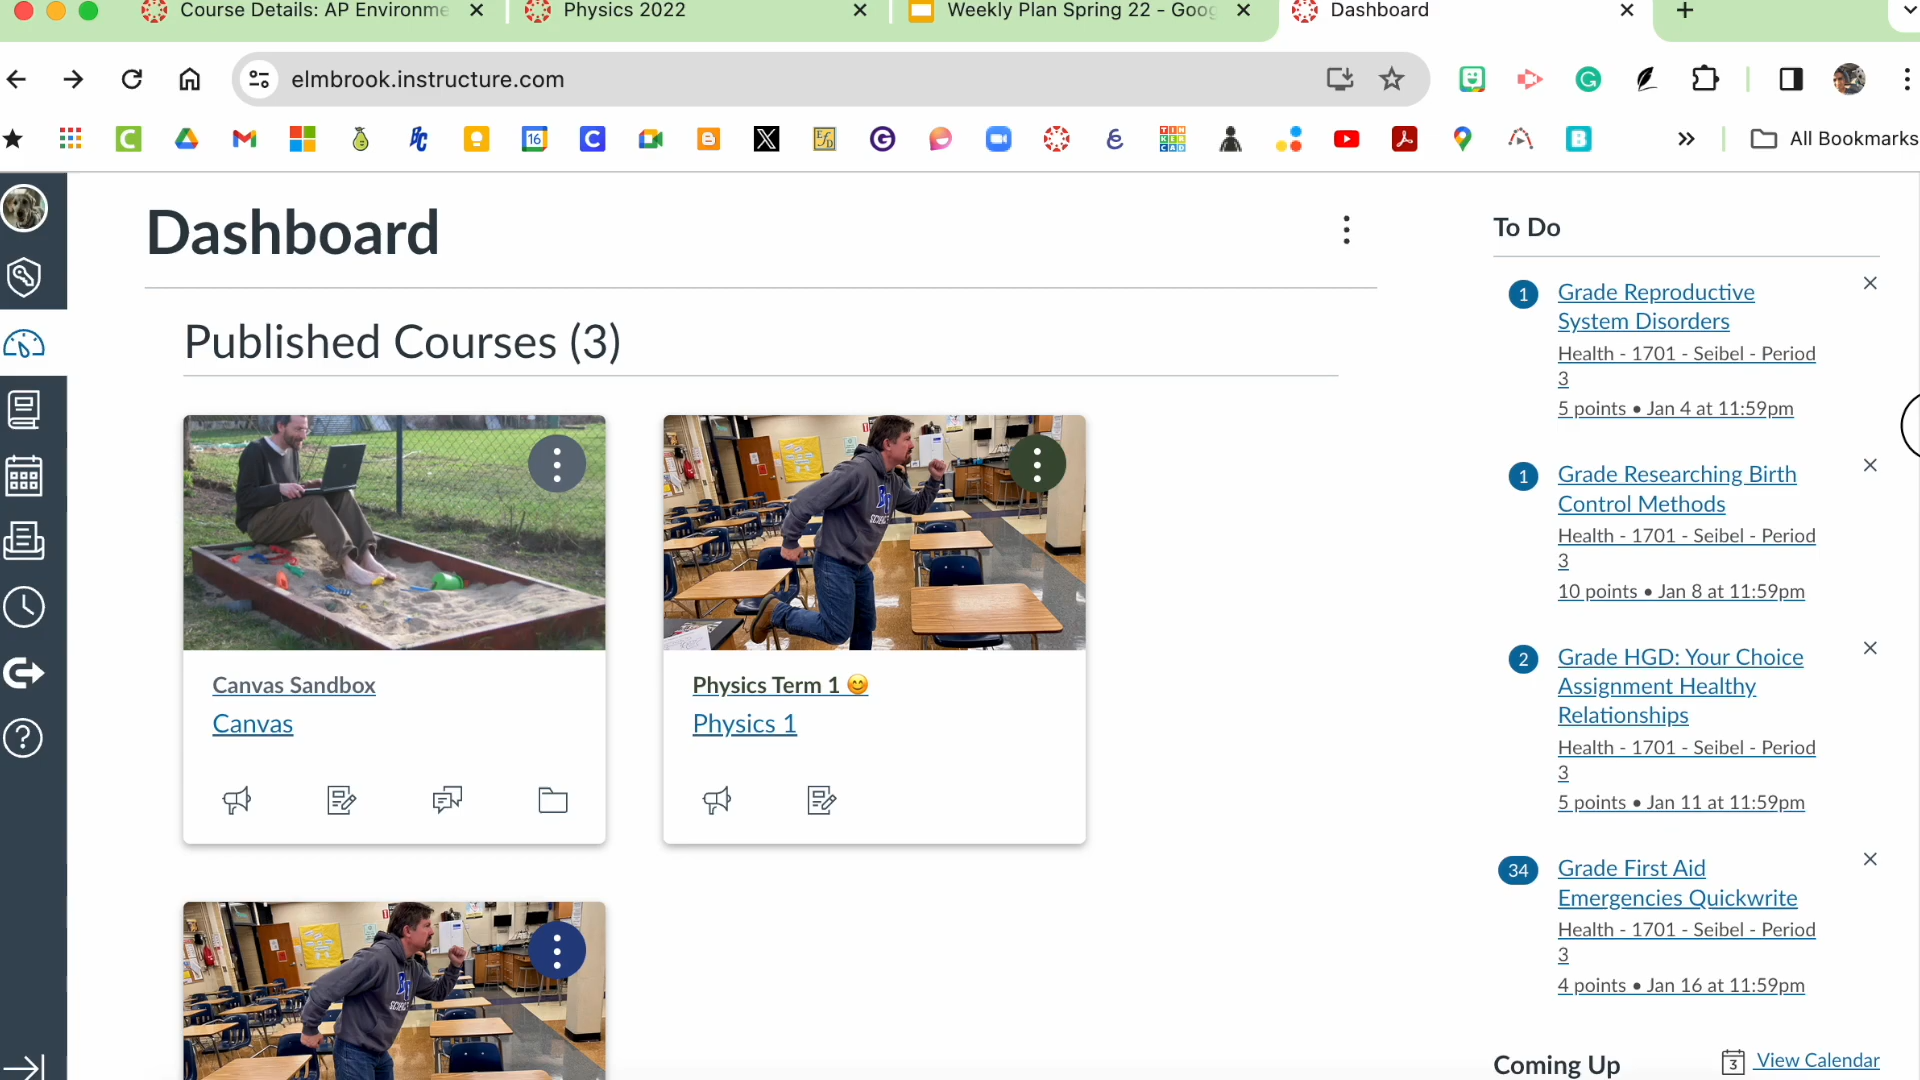 Course Details: AP Environme
Physics 2022
Weekly Plan Spring 22 - Goog
Dashboard
elmbrook.instructure.com
All Bookmarks
Dashboard
To Do
Published Courses (3)
1
Grade Reproductive
System Disorders
Health - 1701 - Seibel - Period
3
5 points • Jan 4 at 11:59pm
1
Grade Researching Birth
Control Methods
Health - 1701 - Seibel - Period
3
10 points • Jan 8 at 11:59pm
2
Grade HGD: Your Choice
Assignment Healthy
Relationships
Health - 1701 - Seibel - Period
3
5 points • Jan 11 at 11:59pm
34
Grade First Aid
Emergencies Quickwrite
Health - 1701 - Seibel - Period
3
4 points • Jan 16 at 11:59pm
Canvas Sandbox
Canvas
Physics Term 1 😊
Physics 1
Coming Up
3 View Calendar